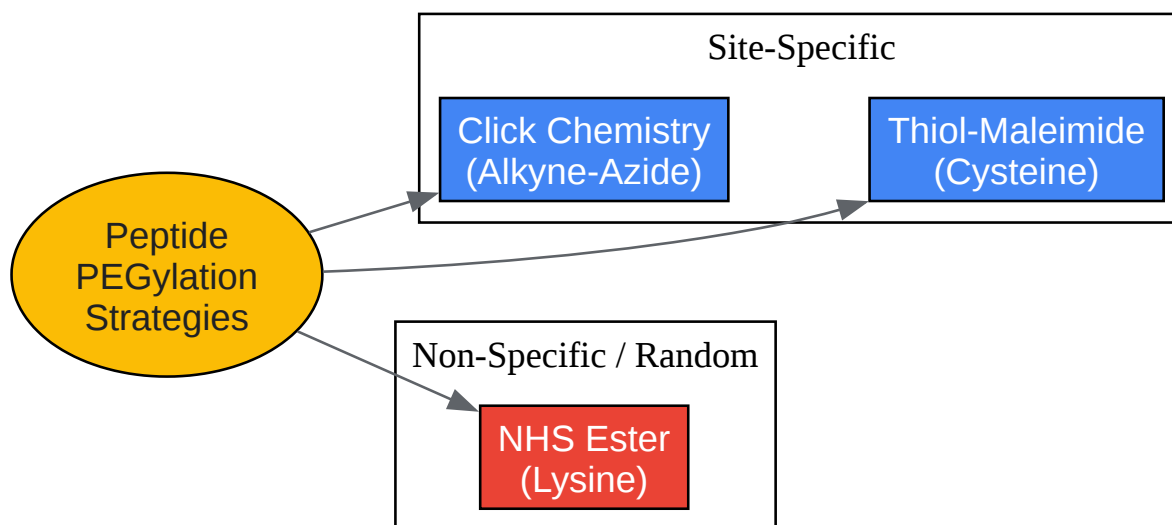 Site-Specific
Click Chemistry
(Alkyne-Azide)
Thiol-Maleimide
(Cysteine)
Peptide
PEGylation
Strategies
Non-Specific / Random
NHS Ester
(Lysine)